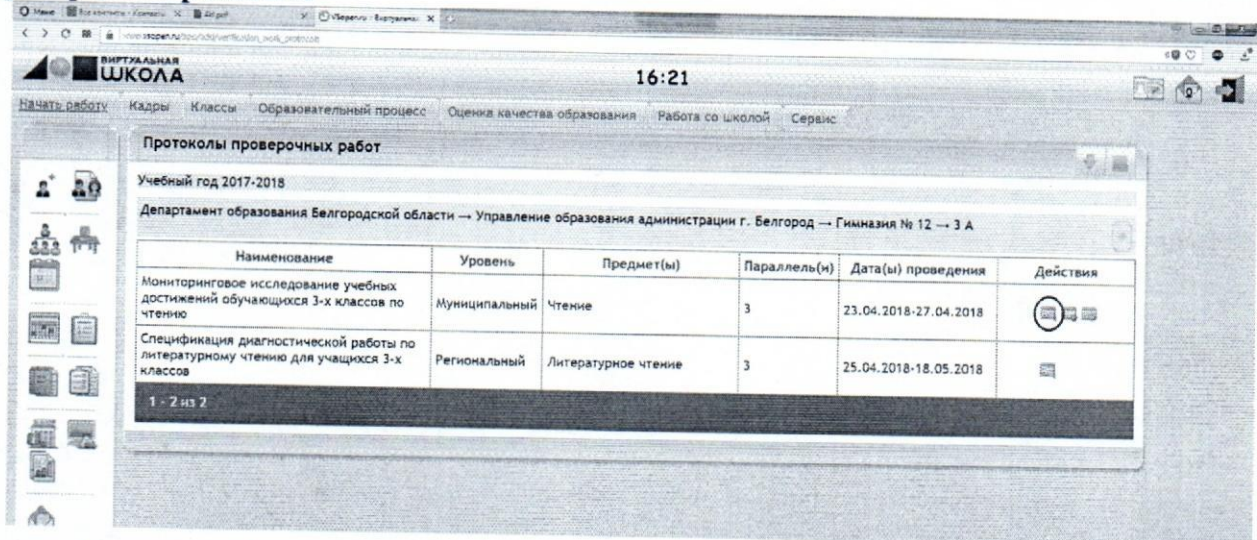 Меню
VSopen.ru - Виртуальн
ВИРТУАЛЬНАЯ
ШКОЛА
16:21
Начать работу Кадры Классы Образовательный процесс Оценка качества образования Работа со школой Сервис
Протоколы проверочных работ
Учебный год 2017-2018
Департамент образования Белгородской области → Управление образования администрации г. Белгород → Гимназия № 12 → 3 А
Наименование Уровень Предмет(ы) Параллель(и) Дата(ы) проведения Действия
Мониторинговое исследование учебных
достижений обучающихся 3-х классов по
чтению
Муниципальный Чтение 3 23.04.2018-27.04.2018
Спецификация диагностической работы по
литературному чтению для учащихся 3-х
классов
Региональный Литературное чтение 3 25.04.2018-18.05.2018
1 - 2 из 2